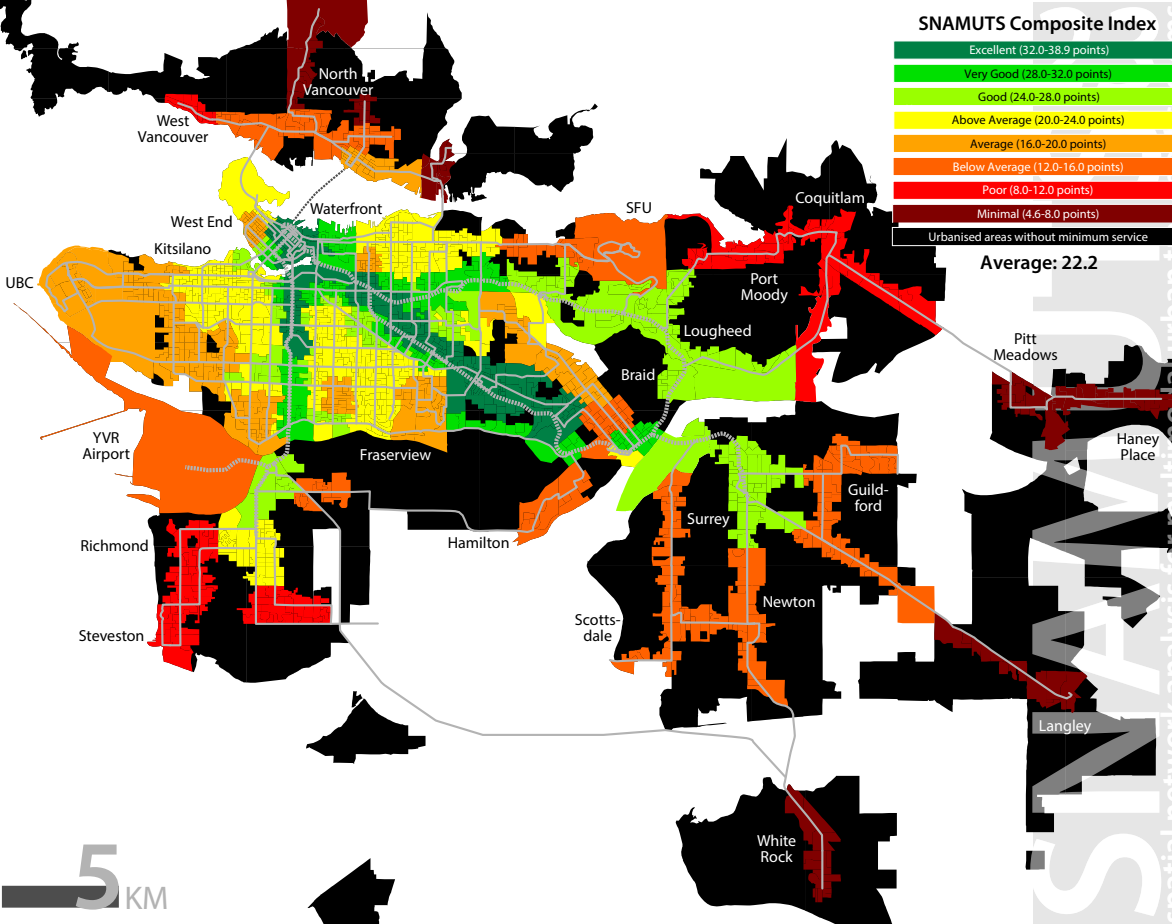 SNAMUTS Composite Index
Excellent (32.0-38.9 points)
Very Good (28.0-32.0 points)
Good (24.0-28.0 points)
Above Average (20.0-24.0 points)
Average (16.0-20.0 points)
Below Average (12.0-16.0 points)
Poor (8.0-12.0 points)
Minimal (4.6-8.0 points)
Urbanised areas without minimum service
Average: 22.2
North
Vancouver
West
Vancouver
West End
Waterfront
SFU
Coquitlam
Kitsilano
UBC
Port
Moody
Lougheed
Pitt
Meadows
Braid
YVR
Airport
Fraserview
Haney
Place
Guild-
ford
Surrey
Richmond
Hamilton
Newton
Scotts-
dale
Steveston
Langley
White
Rock
5 KM
SNAMUTS